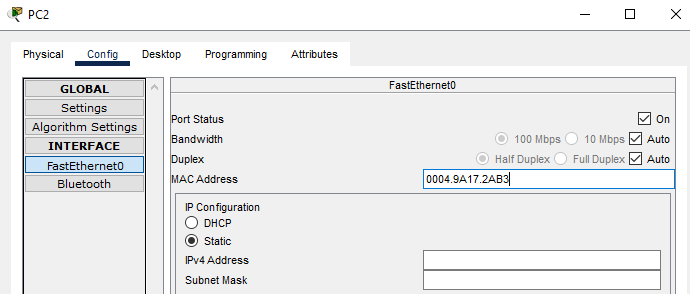 PC2
Physical Config Desktop Programming Attributes
GLOBAL
Settings
Algorithm Settings
INTERFACE
FastEthernet0
Bluetooth
FastEthernet0
Port Status On
Bandwidth 100 Mbps 10 Mbps Auto
Duplex Half Duplex Full Duplex Auto
MAC Address 0004.9A17.2AB3
IP Configuration
DHCP
Static
IPv4 Address
Subnet Mask